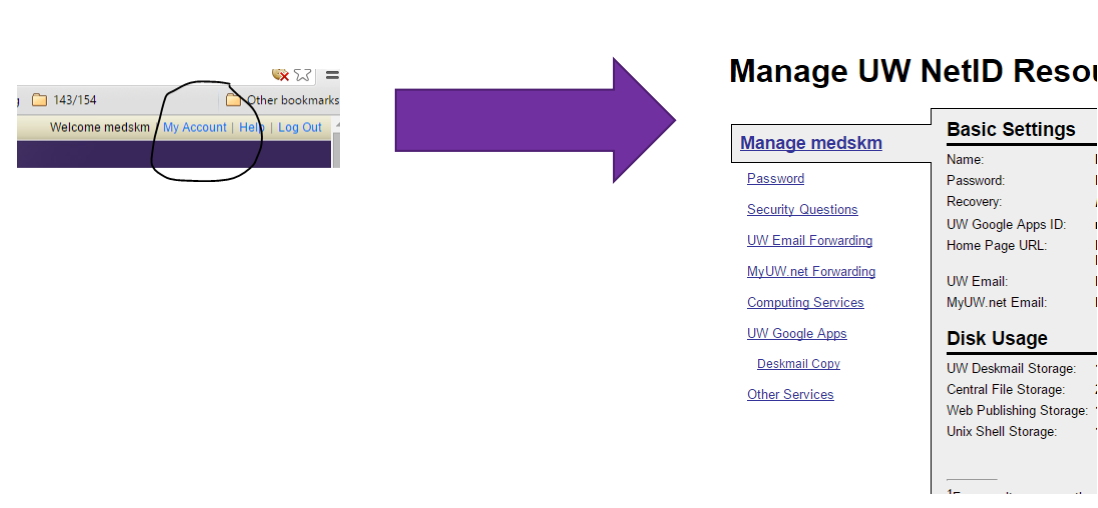 143/154
Other bookmarks
Welcome medskm | My Account | Help | Log Out
Manage UW NetID
Manage medskm
Password
Security Questions
UW Email Forwarding
MyUW.net Forwarding
Computing Services
UW Google Apps
Deskmail Copy
Other Services
Basic Settings
Name:
Password:
Recovery:
UW Google Apps ID:
Home Page URL:
UW Email:
MyUW.net Email:
Disk Usage
UW Deskmail Storage:
Central File Storage:
Web Publishing Storage:
Unix Shell Storage: